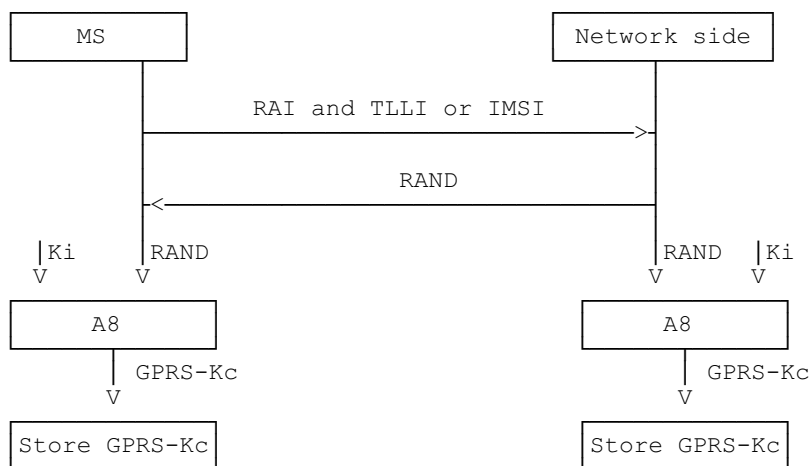 MS
Network side
RAI and TLLI or IMSI
RAND
Ki
RAND
RAND
Ki
A8
A8
GPRS-Kc
GPRS-Kc
Store GPRS-Kc
Store GPRS-Kc